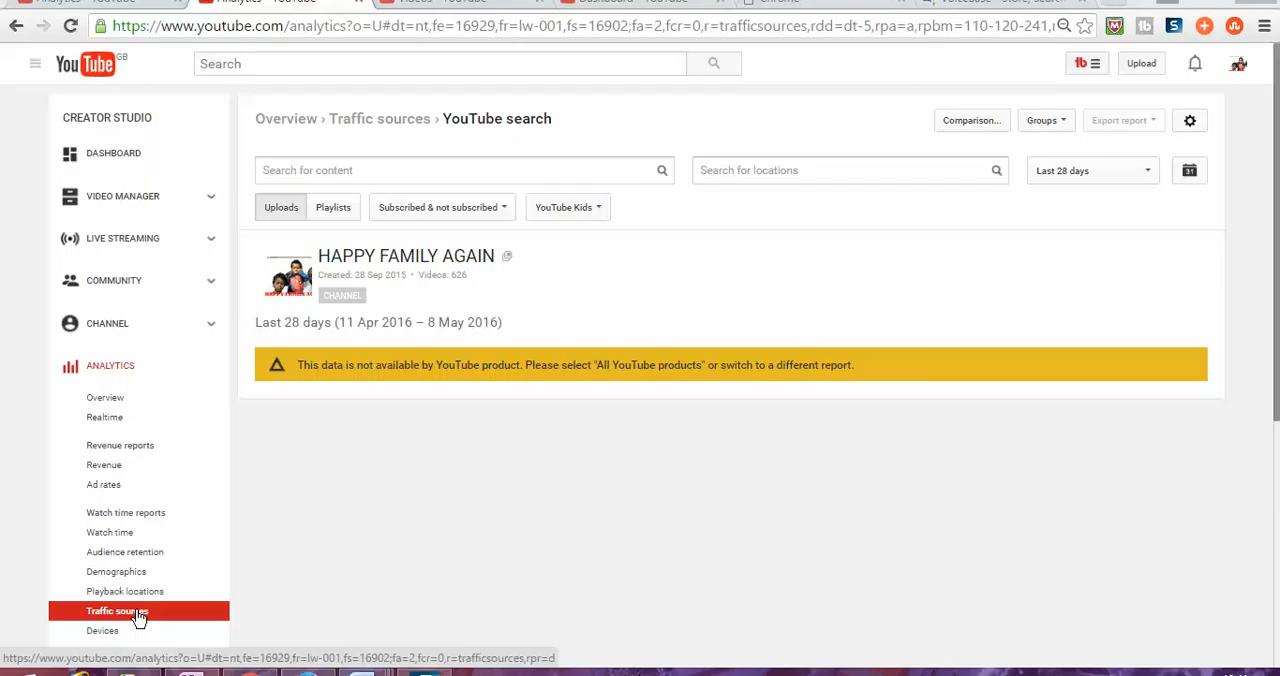 https://www.youtube.com/analytics?o=U#dt=nt,fe=16929,fr=lw-001,fs=16902;fa=2,fcr=0,r=trafficsources,rdd=dt-5,rpa=a,rpbm=110-120-241,
YouTube GB
Search
Upload
CREATOR STUDIO
DASHBOARD
VIDEO MANAGER
LIVE STREAMING
COMMUNITY
CHANNEL
ANALYTICS
Overview
Realtime
Revenue reports
Revenue
Ad rates
Watch time reports
Watch time
Audience retention
Demographics
Playback locations
Traffic sources
Devices
Overview › Traffic sources › YouTube search
Comparison...
Groups
Export report
Search for content
Search for locations
Last 28 days
31
Uploads
Playlists
Subscribed & not subscribed
YouTube Kids
HAPPY FAMILY AGAIN
Created: 28 Sep 2015 • Videos: 626
CHANNEL
Last 28 days (11 Apr 2016 – 8 May 2016)
This data is not available by YouTube product. Please select "All YouTube products" or switch to a different report.
https://www.youtube.com/analytics?o=U#dt=nt,fe=16929,fr=lw-001,fs=16902;fa=2,fcr=0,r=trafficsources,rpr=d